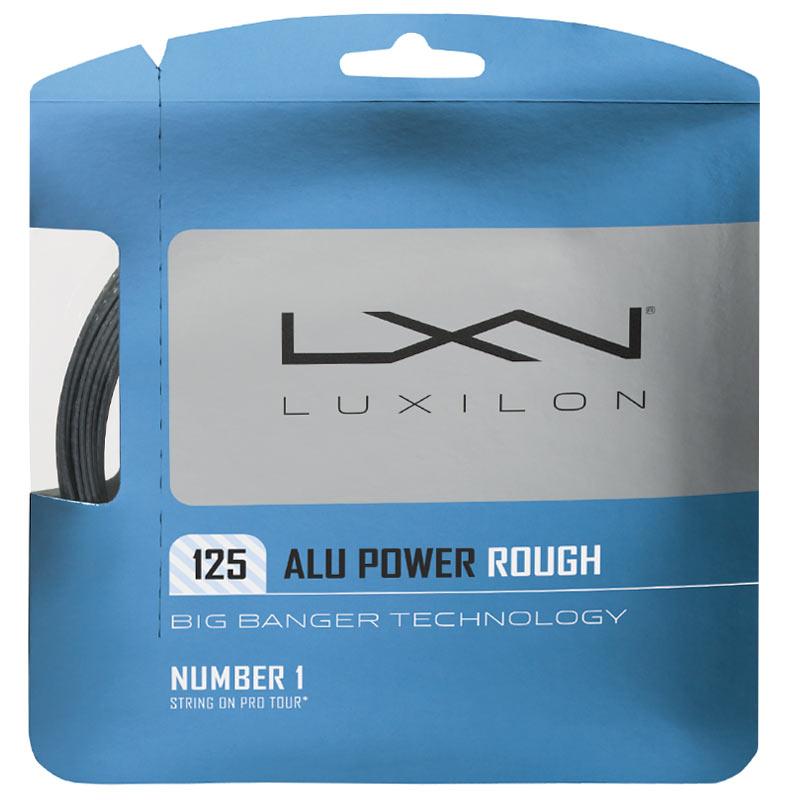 LXN®
LUXILON
125 ALU POWER ROUGH
BIG BANGER TECHNOLOGY
NUMBER 1
STRING ON PRO TOUR*